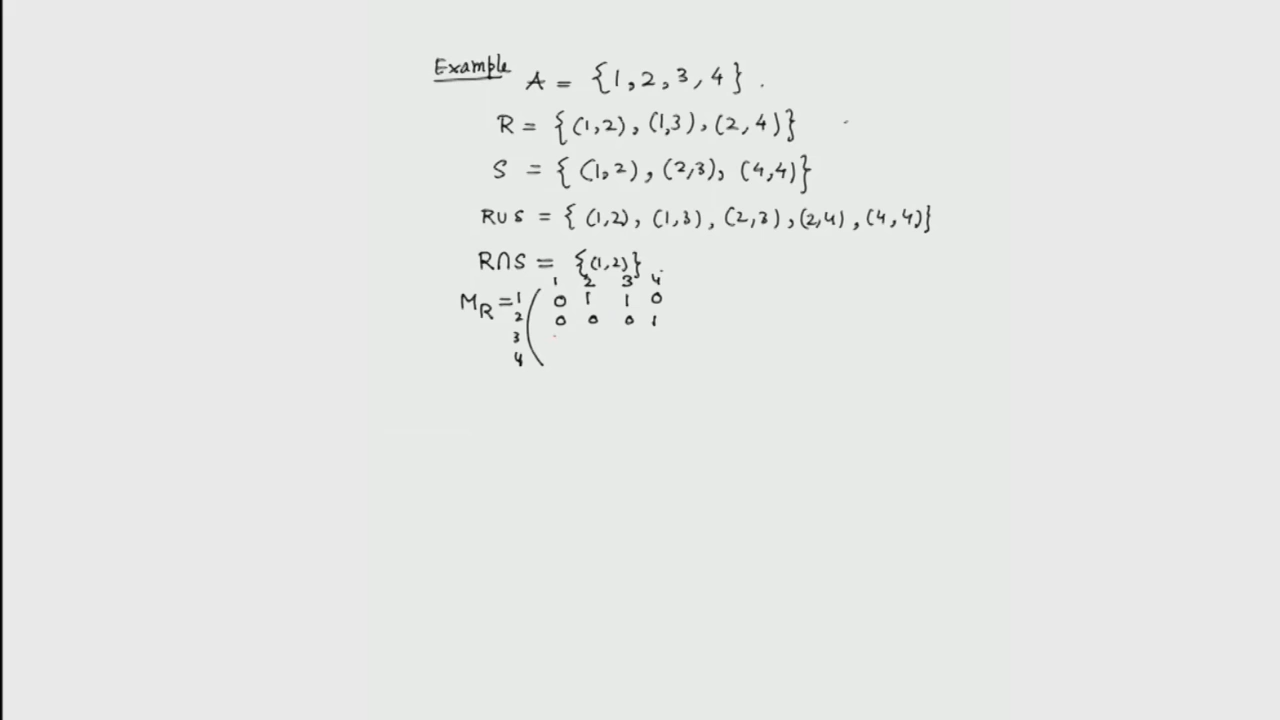 Example A = {1, 2, 3, 4} .
R = {(1,2), (1,3), (2,4)}
S = {(1,2), (2,3), (4,4)}
R∪S = {(1,2), (1,3), (2,3), (2,4), (4,4)}
R∩S = {(1,2)}
1 2 3 4
M_R = 1 ( 0 1 1 0
2 0 0 0 1
3
4